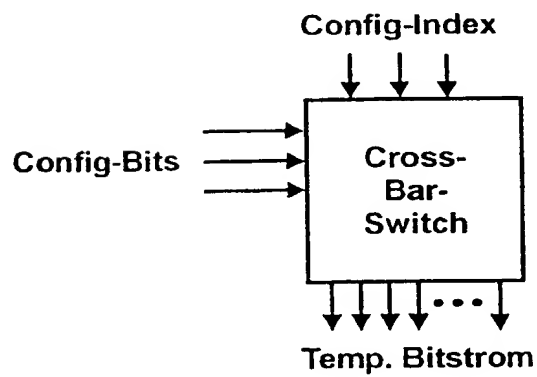 Config-Index
Config-Bits
Cross-
Bar-
Switch
Temp. Bitstrom